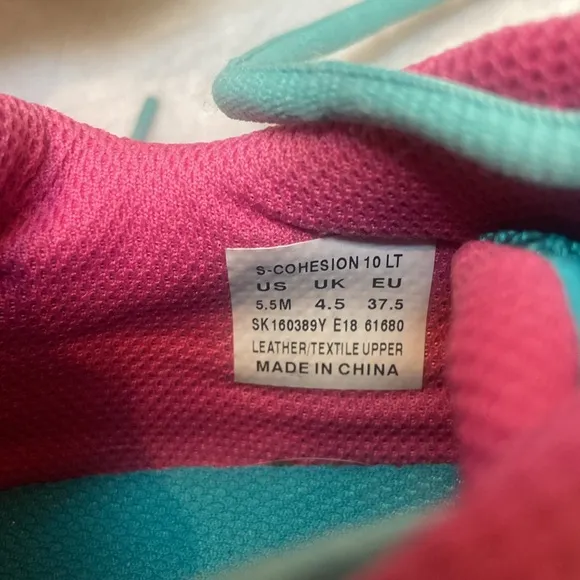 S-COHESION 10 LT
US UK EU
5.5M 4.5 37.5
SK160389Y E18 61680
LEATHER/TEXTILE UPPER
MADE IN CHINA